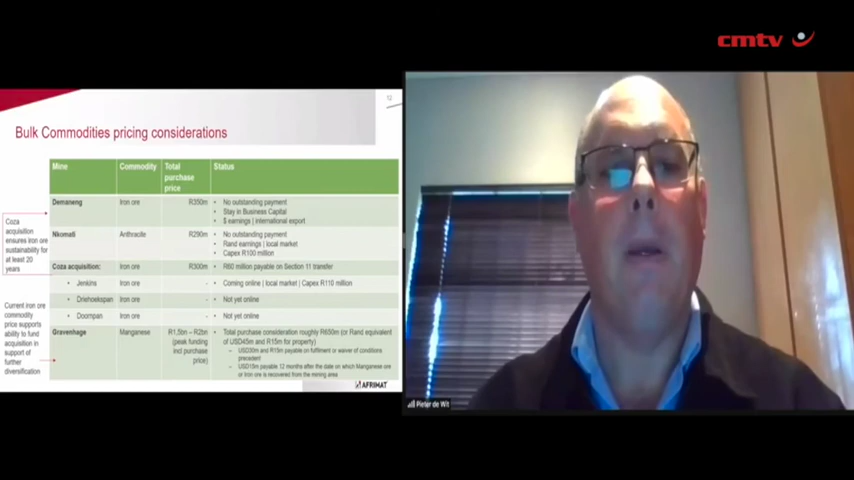 cmtv
12
Bulk Commodities pricing considerations
Mine Commodity Total purchase price Status
Demaneng Iron ore R350m • No outstanding payment
• Stay in Business Capital
• $ earnings | international export
Nkomati Anthracite R290m • No outstanding payment
• Rand earnings | local market
• Capex R100 million
Coza acquisition: Iron ore R300m • R60 million payable on Section 11 transfer
• Jenkins Iron ore - • Coming online | local market | Capex R110 million
• Driehoekspan Iron ore - • Not yet online
• Doornpan Iron ore - • Not yet online
Gravenhage Manganese R1,5bn – R2bn (peak funding incl purchase price) • Total purchase consideration roughly R650m (or Rand equivalent
of USD45m and R15m for property)
– USD30m and R15m payable on fulfilment or waiver of conditions
precedent
– USD15m payable 12 months after the date on which Manganese ore
or Iron ore is recovered from the mining area
Coza
acquisition
ensures iron ore
sustainability for
at least 20
years
Current iron ore
commodity
price supports
ability to fund
acquisition in
support of
further
diversification
AFRIMAT
Pieter de Wit